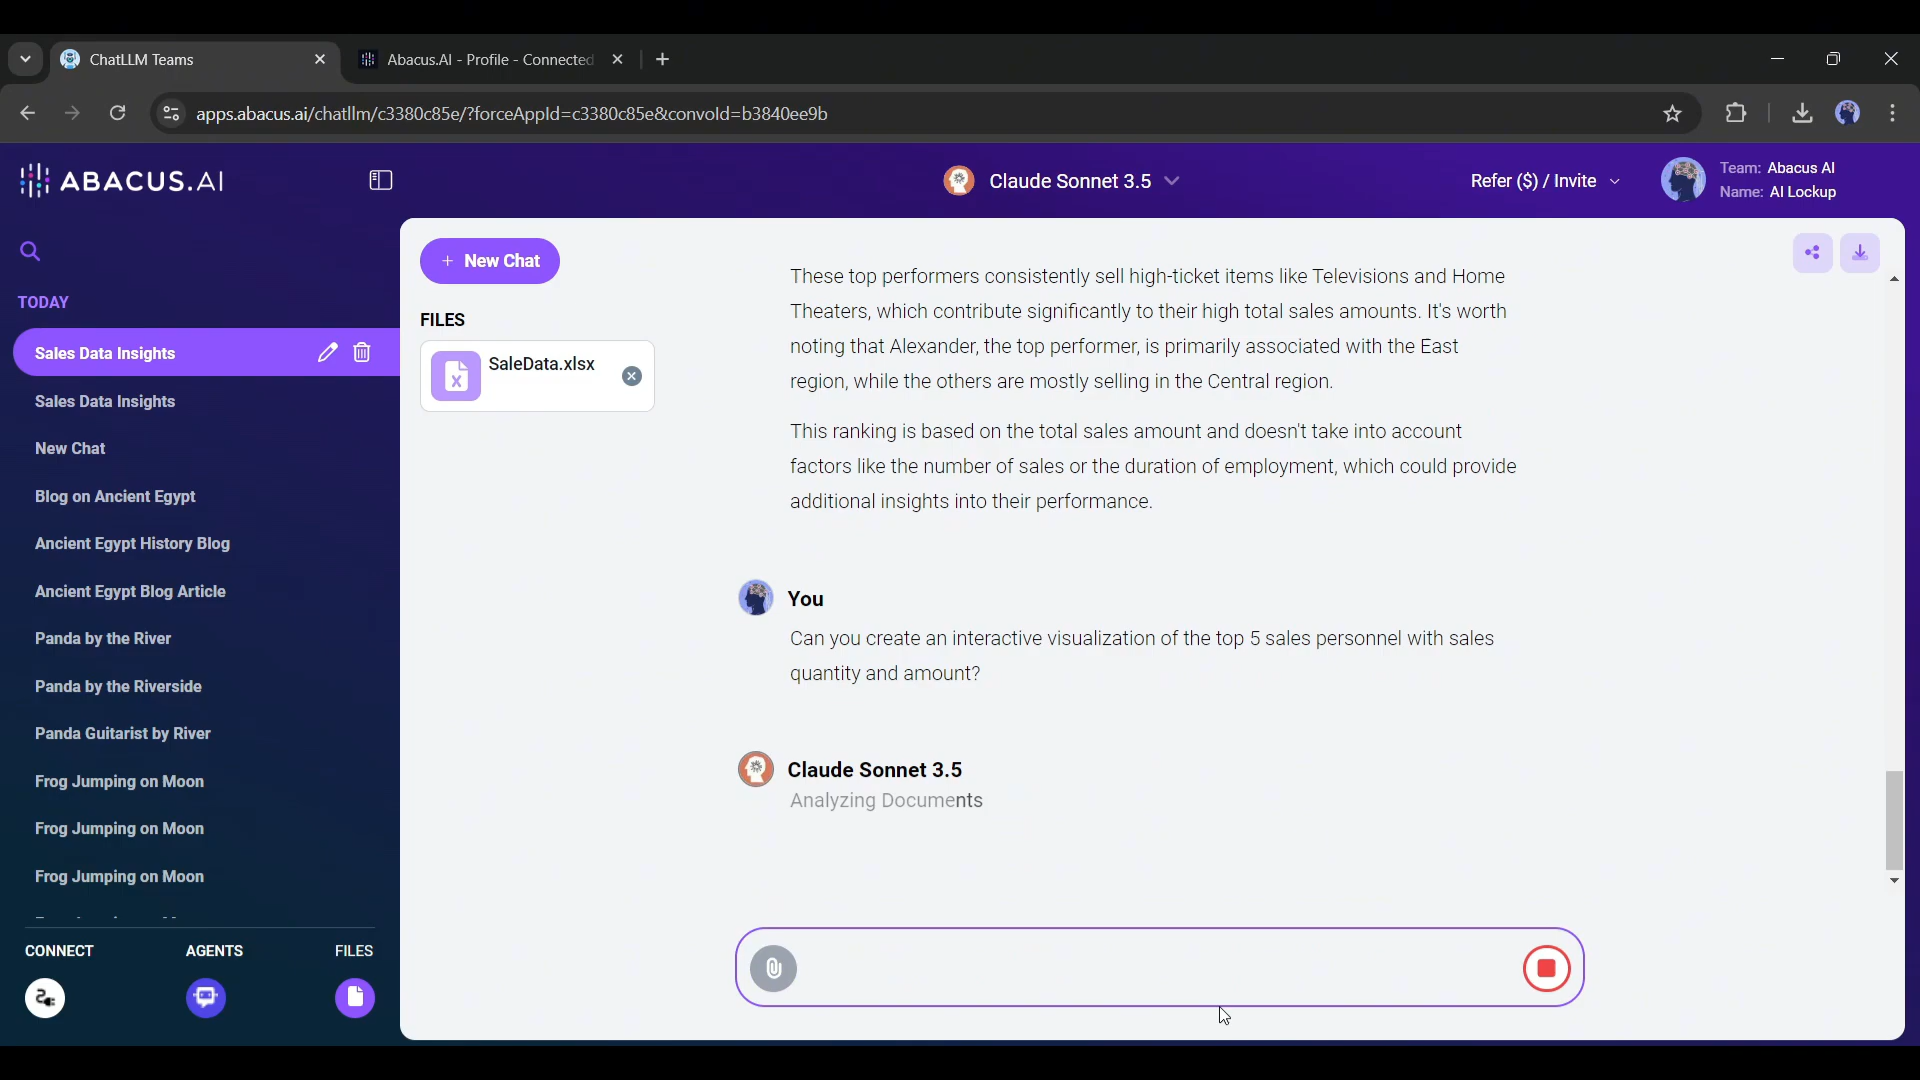 ChatLLM Teams
Abacus.AI - Profile - Connected
apps.abacus.ai/chatllm/c3380c85e/?forceAppId=c3380c85e&convoId=b3840ee9b
ABACUS.AI
Claude Sonnet 3.5
Refer ($) / Invite
Team: Abacus AI
Name: AI Lockup
TODAY
Sales Data Insights
Sales Data Insights
New Chat
Blog on Ancient Egypt
Ancient Egypt History Blog
Ancient Egypt Blog Article
Panda by the River
Panda by the Riverside
Panda Guitarist by River
Frog Jumping on Moon
Frog Jumping on Moon
Frog Jumping on Moon
CONNECT
AGENTS
FILES
+ New Chat
FILES
SaleData.xlsx
These top performers consistently sell high-ticket items like Televisions and Home
Theaters, which contribute significantly to their high total sales amounts. It's worth
noting that Alexander, the top performer, is primarily associated with the East
region, while the others are mostly selling in the Central region.
This ranking is based on the total sales amount and doesn't take into account
factors like the number of sales or the duration of employment, which could provide
additional insights into their performance.
You
Can you create an interactive visualization of the top 5 sales personnel with sales
quantity and amount?
Claude Sonnet 3.5
Analyzing Documents